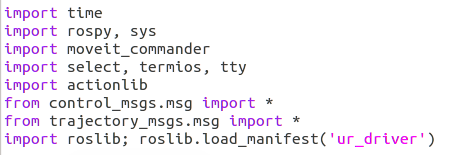 import time
import rospy, sys
import moveit_commander
import select, termios, tty
import actionlib
from control_msgs.msg import *
from trajectory_msgs.msg import *
import roslib; roslib.load_manifest('ur_driver')